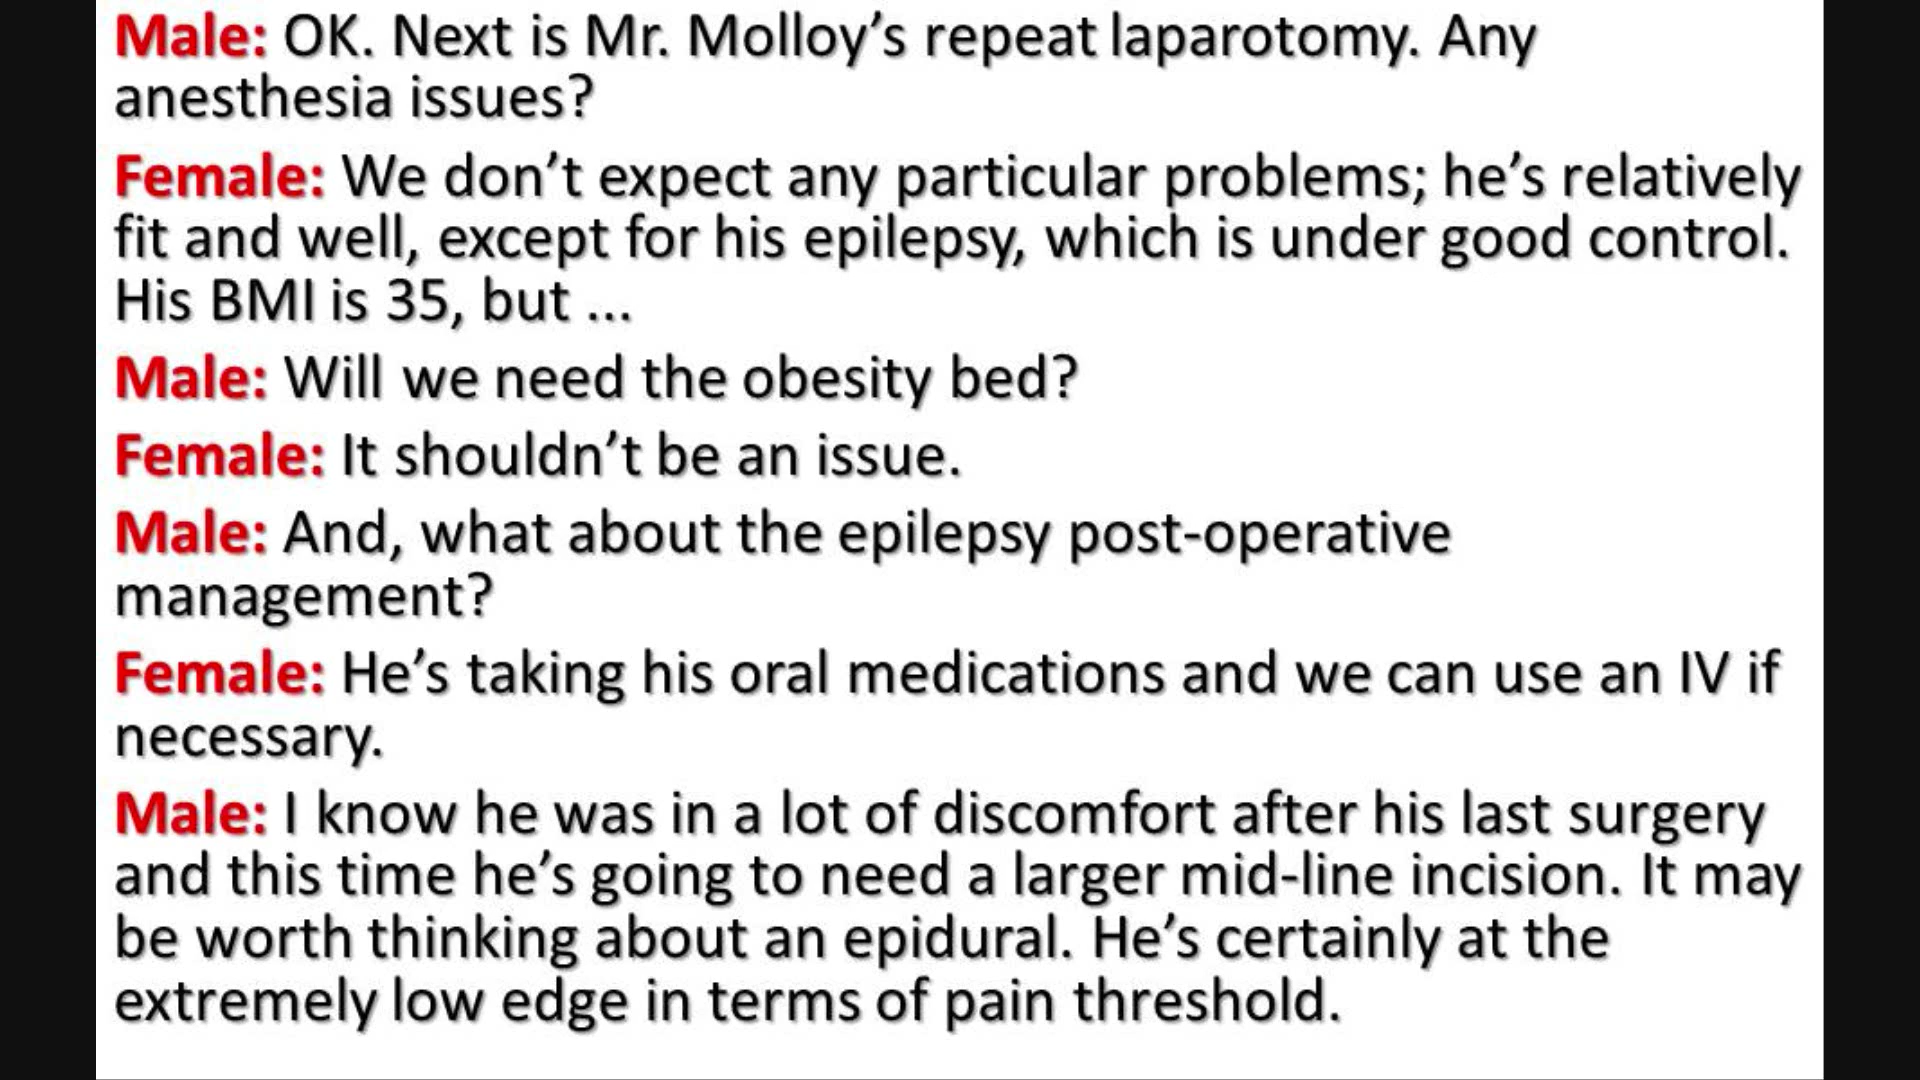 Male: OK. Next is Mr. Molloy’s repeat laparotomy. Any
anesthesia issues?
Female: We don’t expect any particular problems; he’s relatively
fit and well, except for his epilepsy, which is under good control.
His BMI is 35, but ...
Male: Will we need the obesity bed?
Female: It shouldn’t be an issue.
Male: And, what about the epilepsy post-operative
management?
Female: He’s taking his oral medications and we can use an IV if
necessary.
Male: I know he was in a lot of discomfort after his last surgery
and this time he’s going to need a larger mid-line incision. It may
be worth thinking about an epidural. He’s certainly at the
extremely low edge in terms of pain threshold.